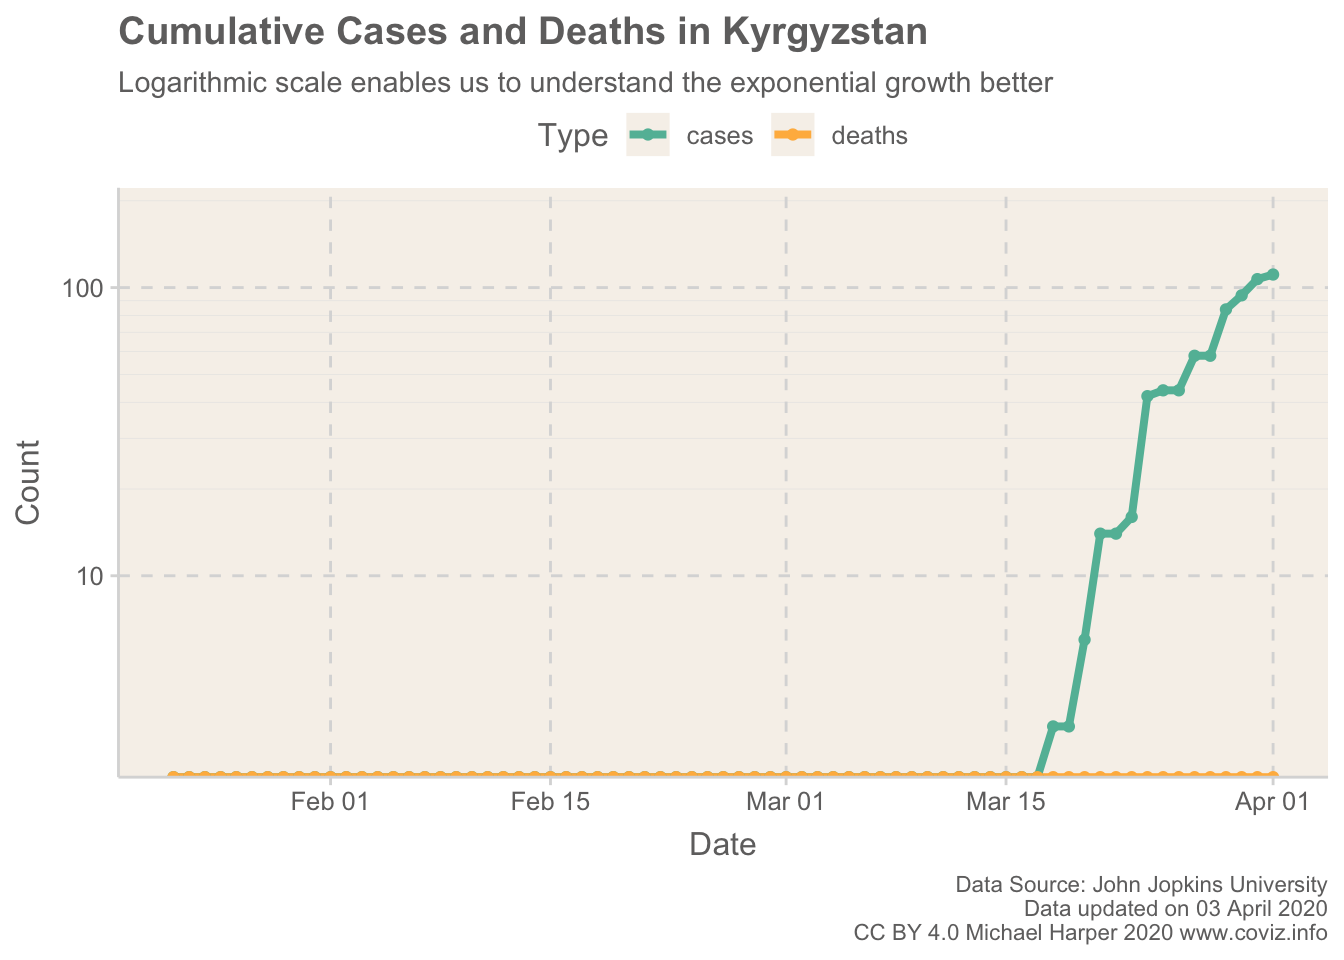 Cumulative Cases and Deaths in Kyrgyzstan
Logarithmic scale enables us to understand the exponential growth better
Type cases deaths
100
10
Count
Feb 01 Feb 15 Mar 01 Mar 15 Apr 01
Date
Data Source: John Jopkins University
Data updated on 03 April 2020
CC BY 4.0 Michael Harper 2020 www.coviz.info